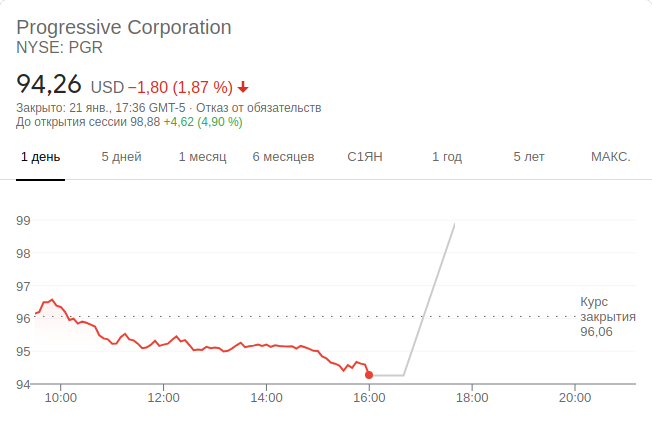 Progressive Corporation
NYSE: PGR
94,26 USD −1,80 (1,87 %)
Закрыто: 21 янв., 17:36 GMT-5 · Отказ от обязательств
До открытия сессии 98,88 +4,62 (4,90 %)
1 день 5 дней 1 месяц 6 месяцев С1ЯН 1 год 5 лет МАКС.
99
98
97
96
95
94
Курс
закрытия
96,06
10:00 12:00 14:00 16:00 18:00 20:00